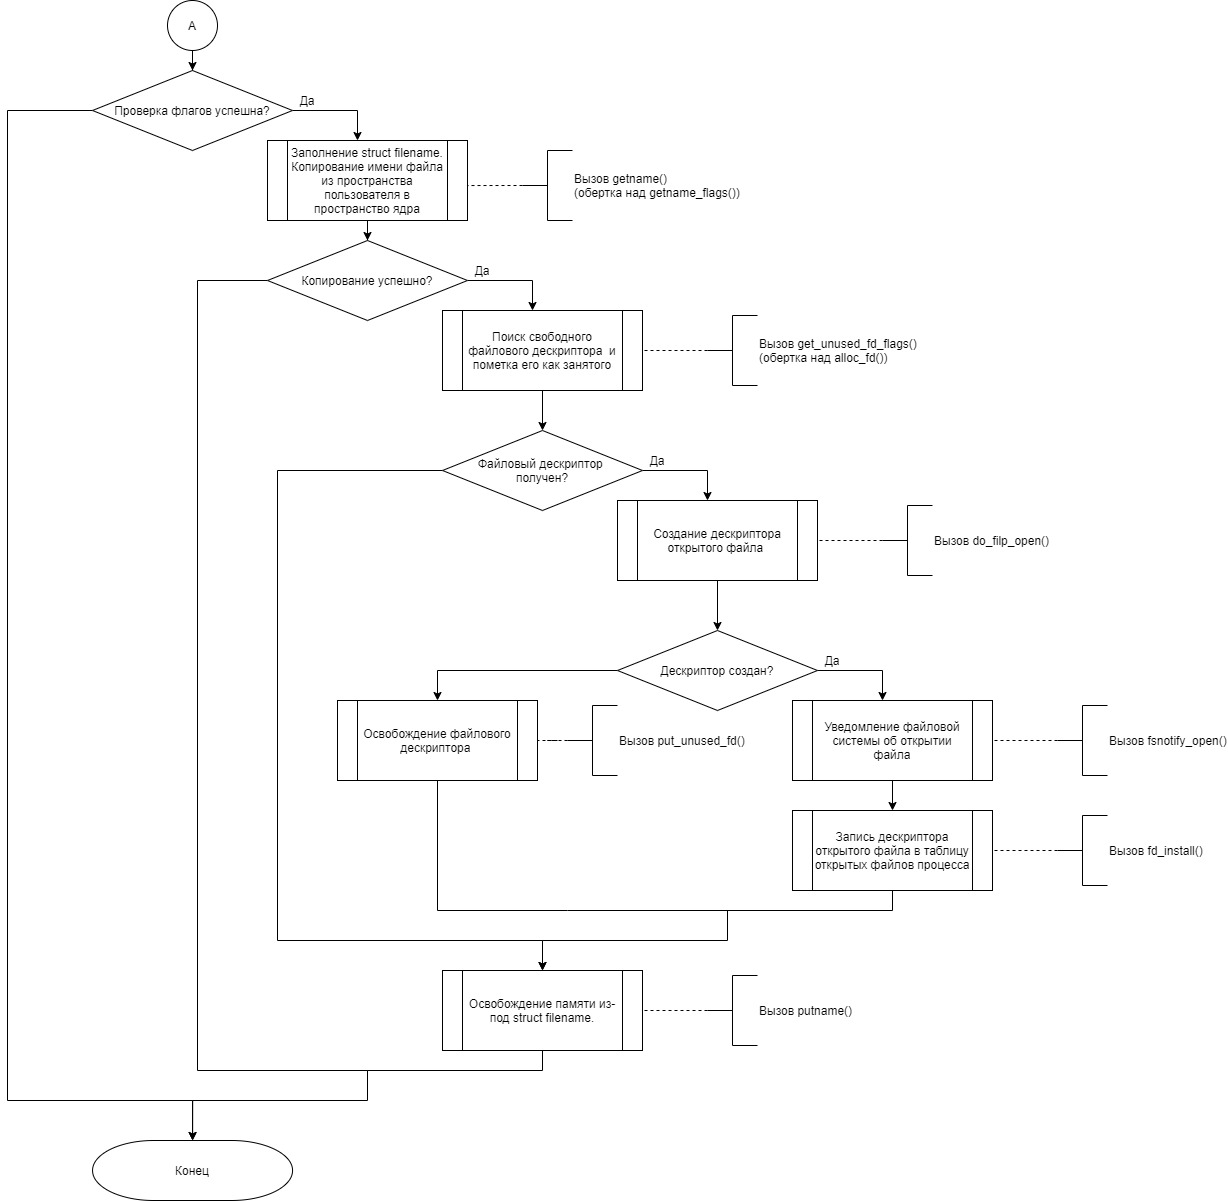 A
Проверка флагов успешна?
Да
Заполнение struct filename.
Копирование имени файла
из пространства
пользователя в
пространство ядра
Вызов getname()
(обертка над getname_flags())
Копирование успешно?
Да
Поиск свободного
файлового дескриптора и
пометка его как занятого
Вызов get_unused_fd_flags()
(обертка над alloc_fd())
Файловый дескриптор
получен?
Да
Создание дескриптора
открытого файла
Вызов do_filp_open()
Дескриптор создан?
Да
Освобождение файлового
дескриптора
Вызов put_unused_fd()
Уведомление файловой
системы об открытии
файла
Вызов fsnotify_open()
Запись дескриптора
открытого файла в таблицу
открытых файлов процесса
Вызов fd_install()
Освобождение памяти из-
под struct filename.
Вызов putname()
Конец